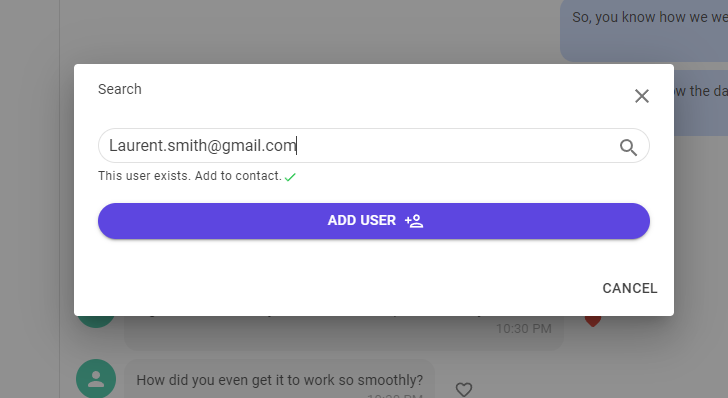 So, you know how we we
ow the da
Search
Laurent.smith@gmail.com
This user exists. Add to contact.
ADD USER
CANCEL
10:30 PM
How did you even get it to work so smoothly?